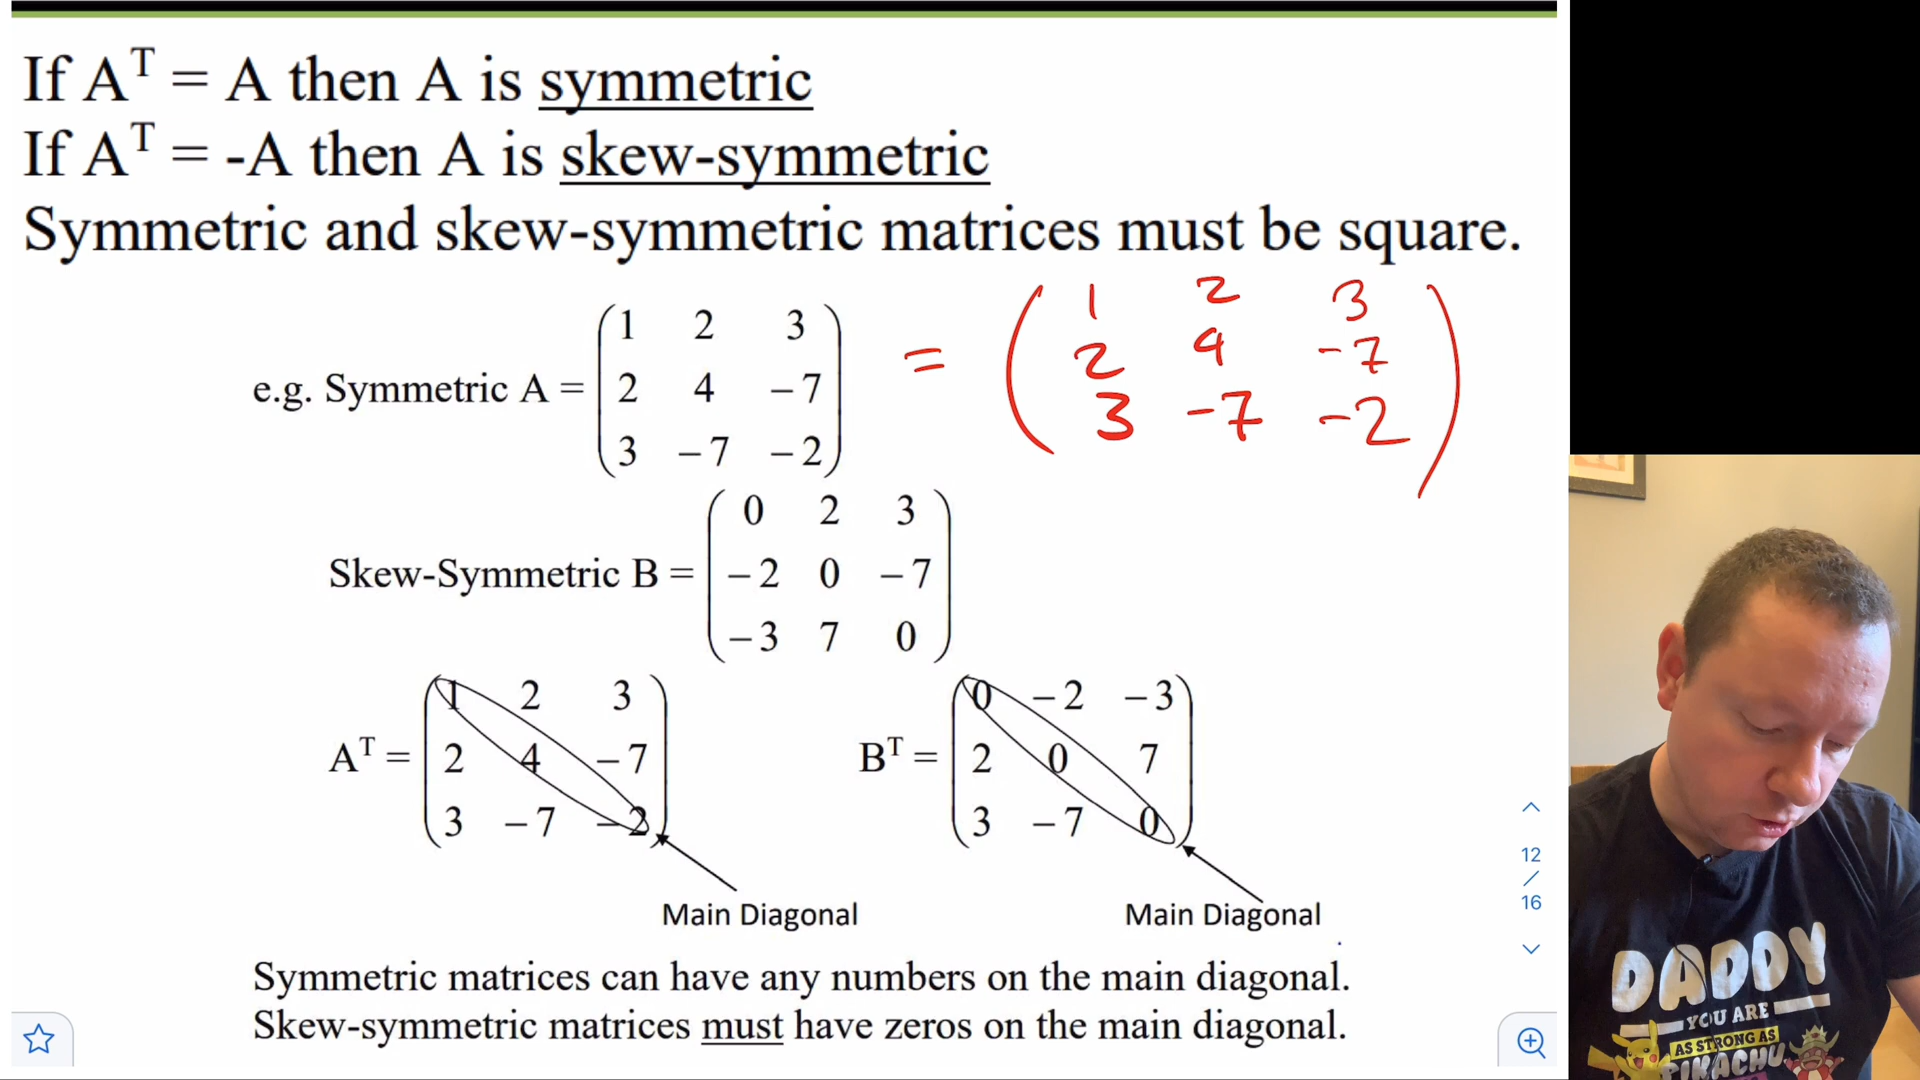 If Aᵀ = A then A is symmetric
If Aᵀ = -A then A is skew-symmetric
Symmetric and skew-symmetric matrices must be square.
e.g. Symmetric A = (1 2 3
2 4 -7
3 -7 -2)
= (1 2 3
2 4 -7
3 -7 -2)
Skew-Symmetric B = (0 2 3
-2 0 -7
-3 7 0)
Aᵀ = (1 2 3
2 4 -7
3 -7 -2)
Main Diagonal
Bᵀ = (0 -2 -3
2 0 7
3 -7 0)
Main Diagonal
Symmetric matrices can have any numbers on the main diagonal.
Skew-symmetric matrices must have zeros on the main diagonal.
12
/
16
DADDY
YOU ARE
AS STRONG AS
PIKACHU